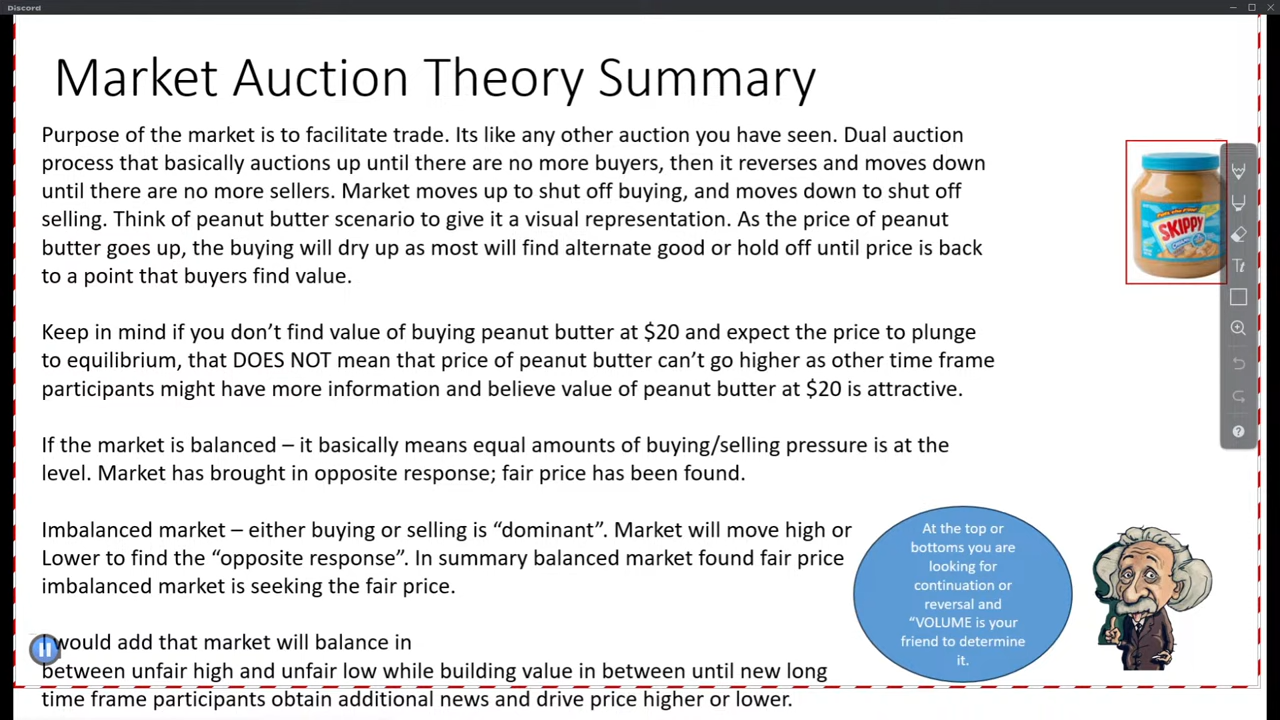 Discord
Market Auction Theory Summary
Purpose of the market is to facilitate trade. Its like any other auction you have seen. Dual auction
process that basically auctions up until there are no more buyers, then it reverses and moves down
until there are no more sellers. Market moves up to shut off buying, and moves down to shut off
selling. Think of peanut butter scenario to give it a visual representation. As the price of peanut
butter goes up, the buying will dry up as most will find alternate good or hold off until price is back
to a point that buyers find value.
Keep in mind if you don't find value of buying peanut butter at $20 and expect the price to plunge
to equilibrium, that DOES NOT mean that price of peanut butter can't go higher as other time frame
participants might have more information and believe value of peanut butter at $20 is attractive.
If the market is balanced – it basically means equal amounts of buying/selling pressure is at the
level. Market has brought in opposite response; fair price has been found.
Imbalanced market – either buying or selling is “dominant”. Market will move high or
Lower to find the “opposite response”. In summary balanced market found fair price
imbalanced market is seeking the fair price.
I would add that market will balance in
between unfair high and unfair low while building value in between until new long
time frame participants obtain additional news and drive price higher or lower.
At the top or
bottoms you are
looking for
continuation or
reversal and
“VOLUME is your
friend to determine
it.
SKIPPY
Tt